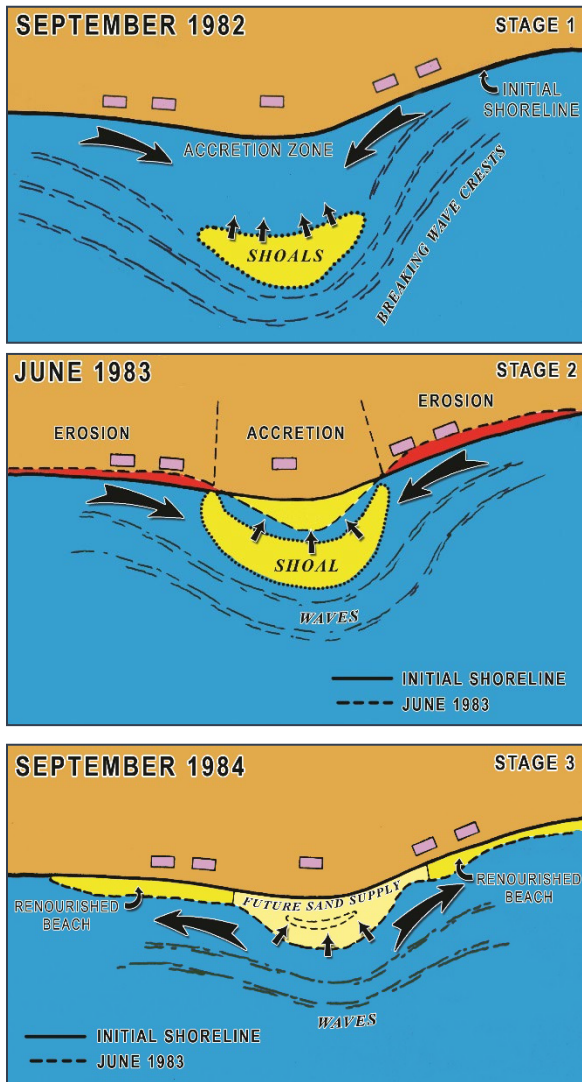 SEPTEMBER 1982
STAGE 1
INITIAL
SHORELINE
ACCRETION ZONE
SHOALS
BREAKING WAVE CRESTS
JUNE 1983
STAGE 2
EROSION
ACCRETION
EROSION
SHOAL
WAVES
INITIAL SHORELINE
JUNE 1983
SEPTEMBER 1984
STAGE 3
FUTURE SAND SUPPLY
RENOURISHED
BEACH
RENOURISHED
BEACH
WAVES
INITIAL SHORELINE
JUNE 1983